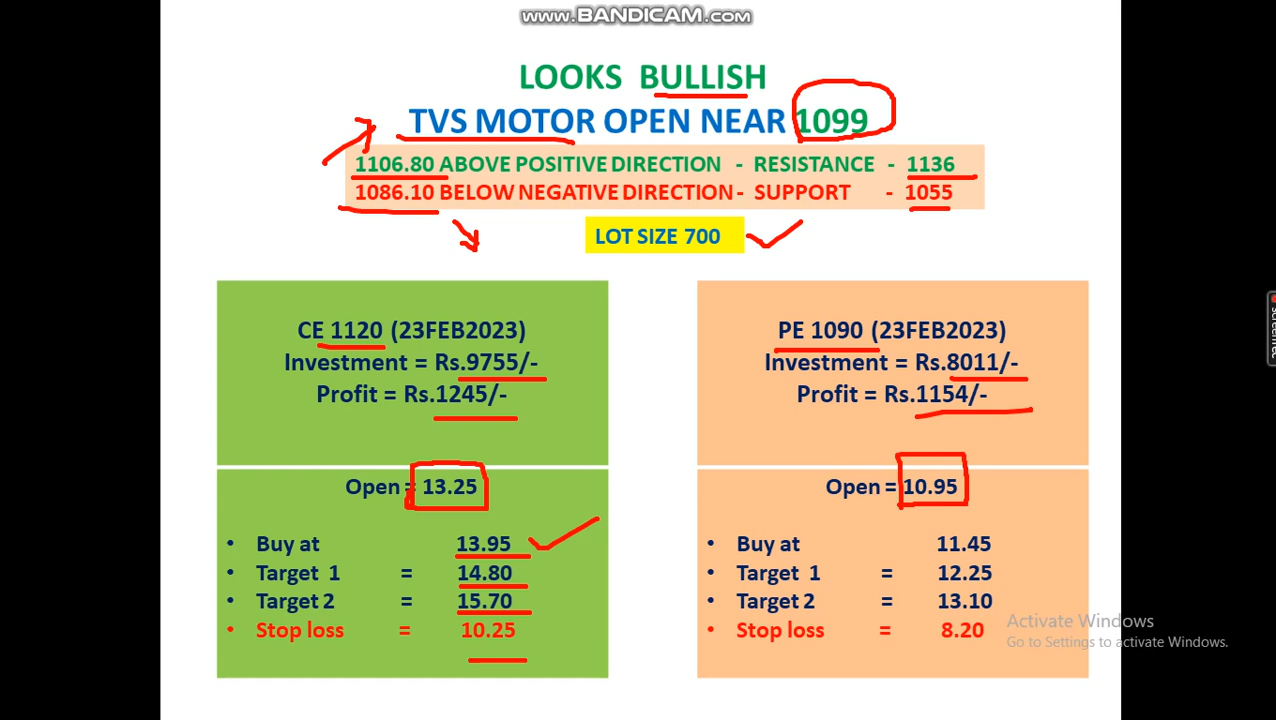 www.BANDICAM.com
LOOKS BULLISH
TVS MOTOR OPEN NEAR 1099
1106.80 ABOVE POSITIVE DIRECTION - RESISTANCE - 1136
1086.10 BELOW NEGATIVE DIRECTION - SUPPORT - 1055
LOT SIZE 700
CE 1120 (23FEB2023)
Investment = Rs.9755/-
Profit = Rs.1245/-
Open = 13.25
• Buy at 13.95
• Target 1 = 14.80
• Target 2 = 15.70
• Stop loss = 10.25
PE 1090 (23FEB2023)
Investment = Rs.8011/-
Profit = Rs.1154/-
Open = 10.95
• Buy at 11.45
• Target 1 = 12.25
• Target 2 = 13.10
• Stop loss = 8.20
Activate Windows
Go to Settings to activate Windows.